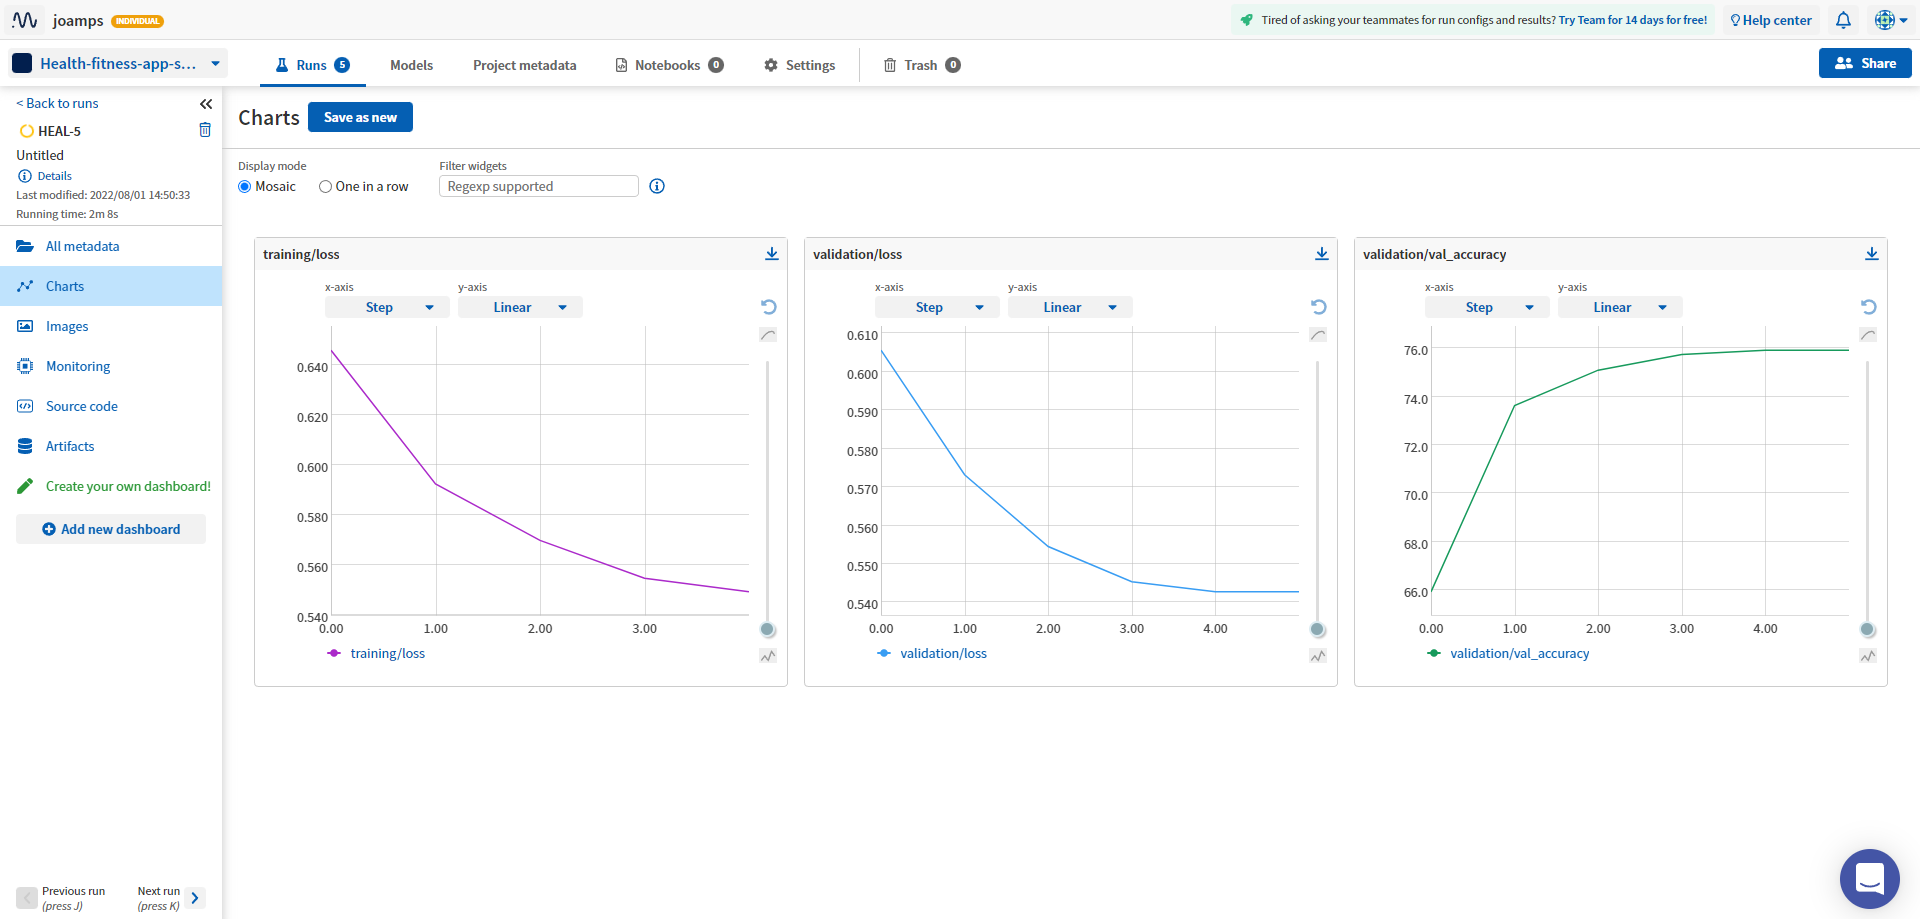 joamps INDIVIDUAL Tired of asking your teammates for run configs and results? Try Team for 14 days for free! Help center
Health-fitness-app-s... Runs 5 Models Project metadata Notebooks 0 Settings Trash 0 Share
< Back to runs
HEAL-5
Untitled
Details
Last modified: 2022/08/01 14:50:33
Running time: 2m 8s
All metadata
Charts
Images
Monitoring
Source code
Artifacts
Create your own dashboard!
Add new dashboard
Previous run
(press J)
Next run
(press K)
Charts Save as new
Display mode
Mosaic One in a row
Filter widgets
Regexp supported
training/loss
x-axis y-axis
Step Linear
0.640
0.620
0.600
0.580
0.560
0.540
0.00 1.00 2.00 3.00
training/loss
validation/loss
x-axis y-axis
Step Linear
0.610
0.600
0.590
0.580
0.570
0.560
0.550
0.540
0.00 1.00 2.00 3.00 4.00
validation/loss
validation/val_accuracy
x-axis y-axis
Step Linear
76.0
74.0
72.0
70.0
68.0
66.0
0.00 1.00 2.00 3.00 4.00
validation/val_accuracy